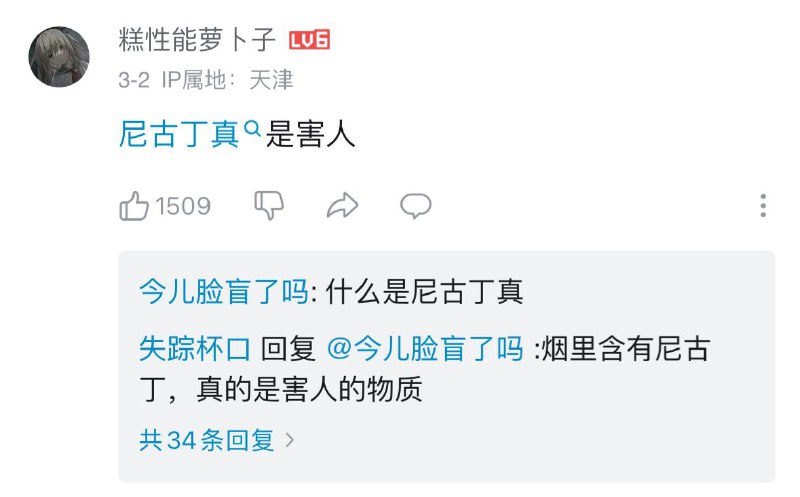 糕性能萝卜子 LV6
3-2 IP属地：天津
尼古丁真是害人
1509
今儿脸盲了吗: 什么是尼古丁真
失踪杯口 回复 @今儿脸盲了吗 :烟里含有尼古
丁，真的是害人的物质
共34条回复 >